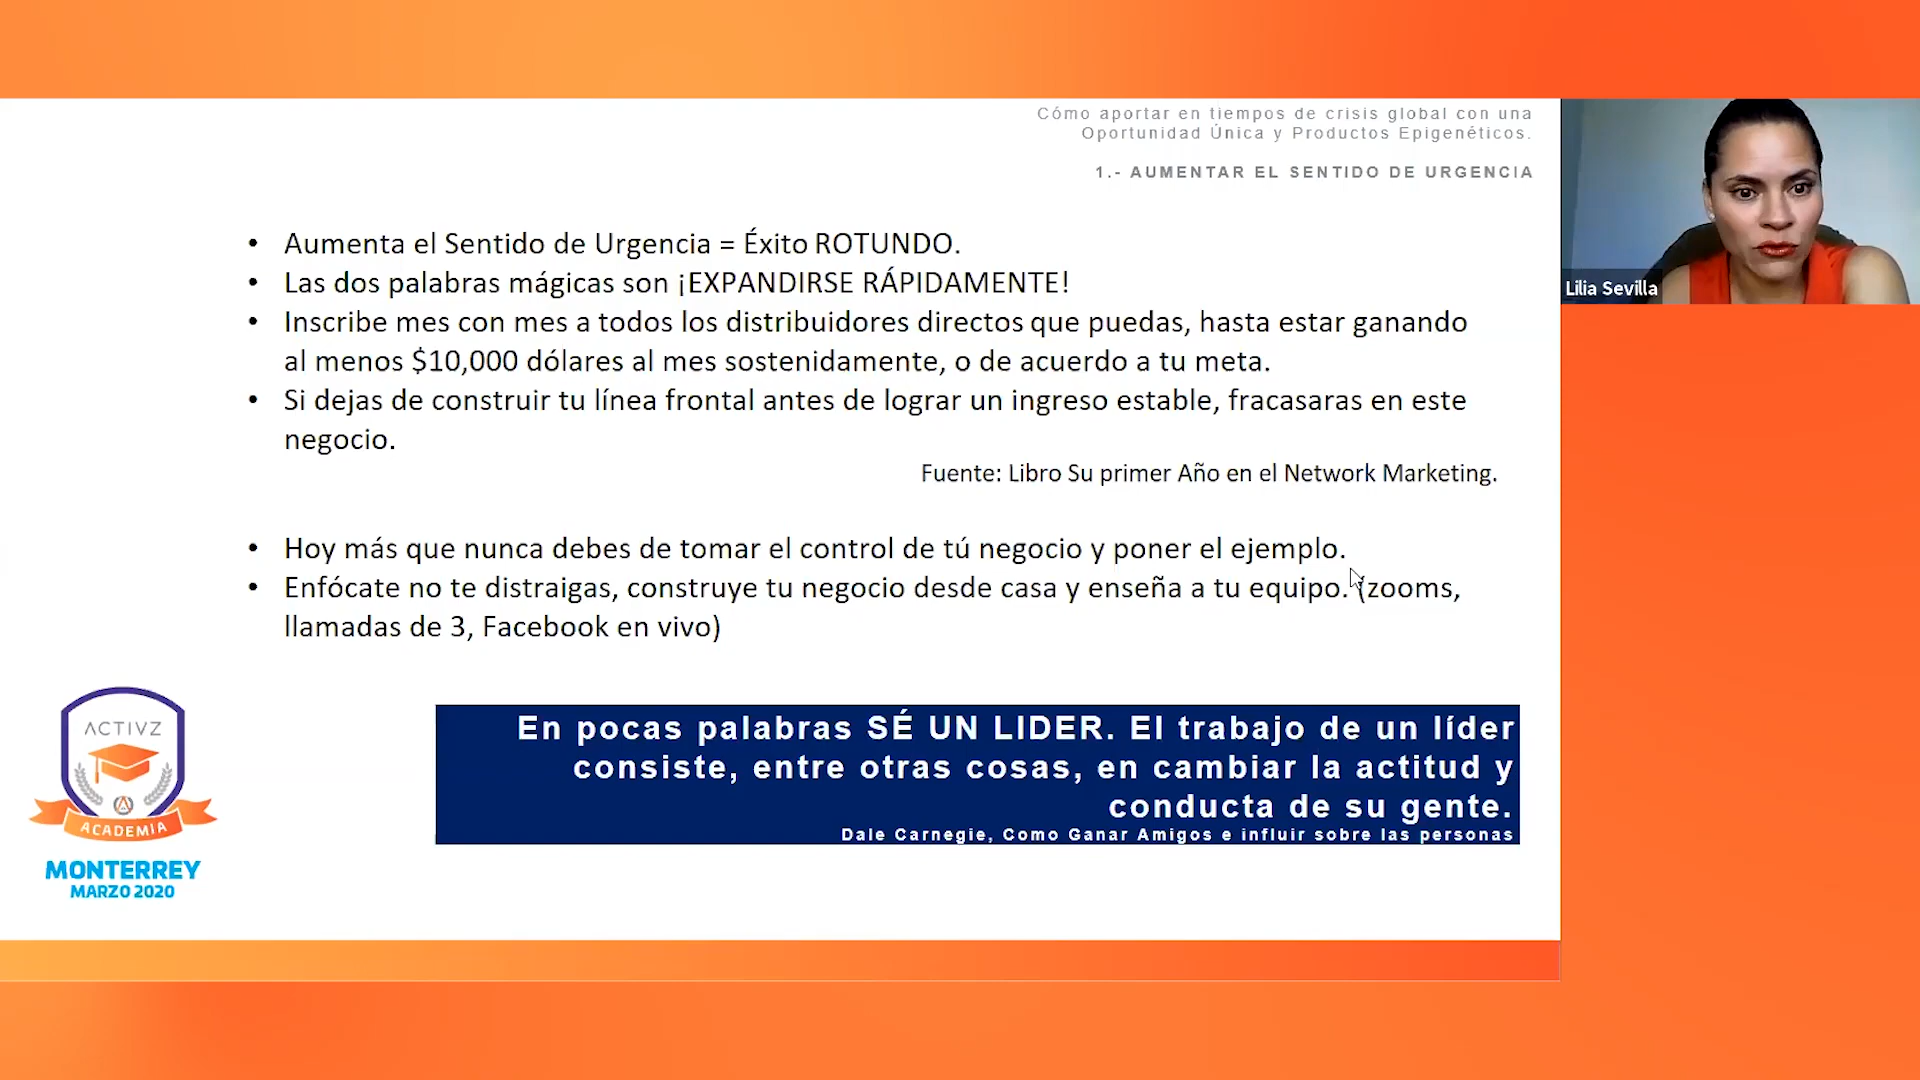 Cómo aportar en tiempos de crisis global con una
Oportunidad Única y Productos Epigenéticos.
1.- AUMENTAR EL SENTIDO DE URGENCIA
• Aumenta el Sentido de Urgencia = Éxito ROTUNDO.
• Las dos palabras mágicas son ¡EXPANDIRSE RÁPIDAMENTE!
• Inscribe mes con mes a todos los distribuidores directos que puedas, hasta estar ganando
al menos $10,000 dólares al mes sostenidamente, o de acuerdo a tu meta.
• Si dejas de construir tu línea frontal antes de lograr un ingreso estable, fracasaras en este
negocio.
Fuente: Libro Su primer Año en el Network Marketing.
• Hoy más que nunca debes de tomar el control de tú negocio y poner el ejemplo.
• Enfócate no te distraigas, construye tu negocio desde casa y enseña a tu equipo. (zooms,
llamadas de 3, Facebook en vivo)
En pocas palabras SÉ UN LIDER. El trabajo de un líder
consiste, entre otras cosas, en cambiar la actitud y
conducta de su gente.
Dale Carnegie, Como Ganar Amigos e influir sobre las personas
ACTIVZ
ACADEMIA
MONTERREY
MARZO 2020
Lilia Sevilla